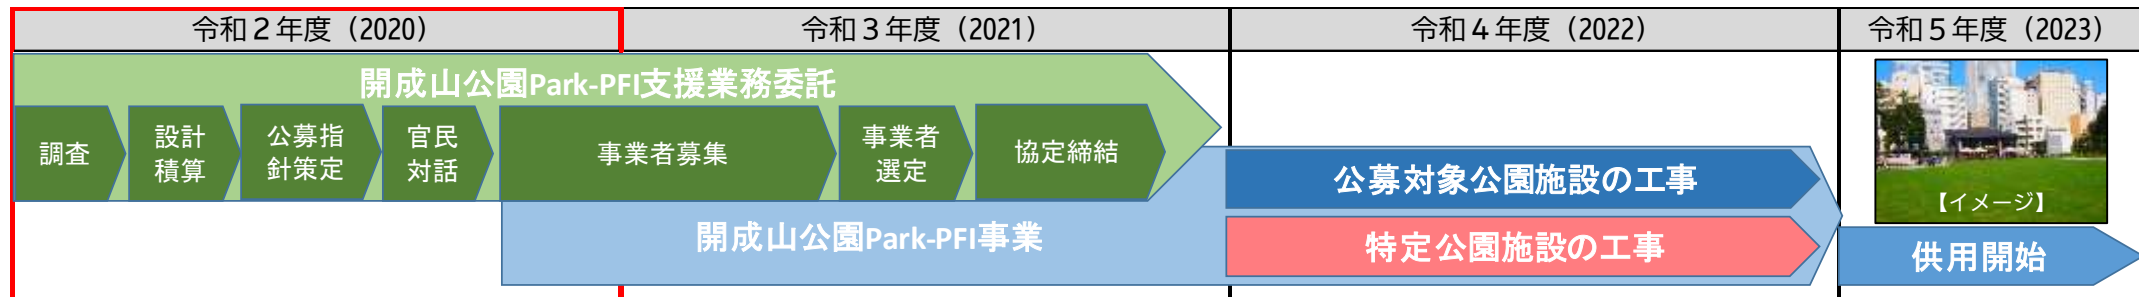 令和２年度（2020）
令和３年度（2021）
令和４年度（2022）
令和５年度（2023）
開成山公園Park-PFI支援業務委託
調査
設計
積算
公募指
針策定
官民
対話
事業者募集
事業者
選定
協定締結
公募対象公園施設の工事
開成山公園Park-PFI事業
特定公園施設の工事
【イメージ】
供用開始